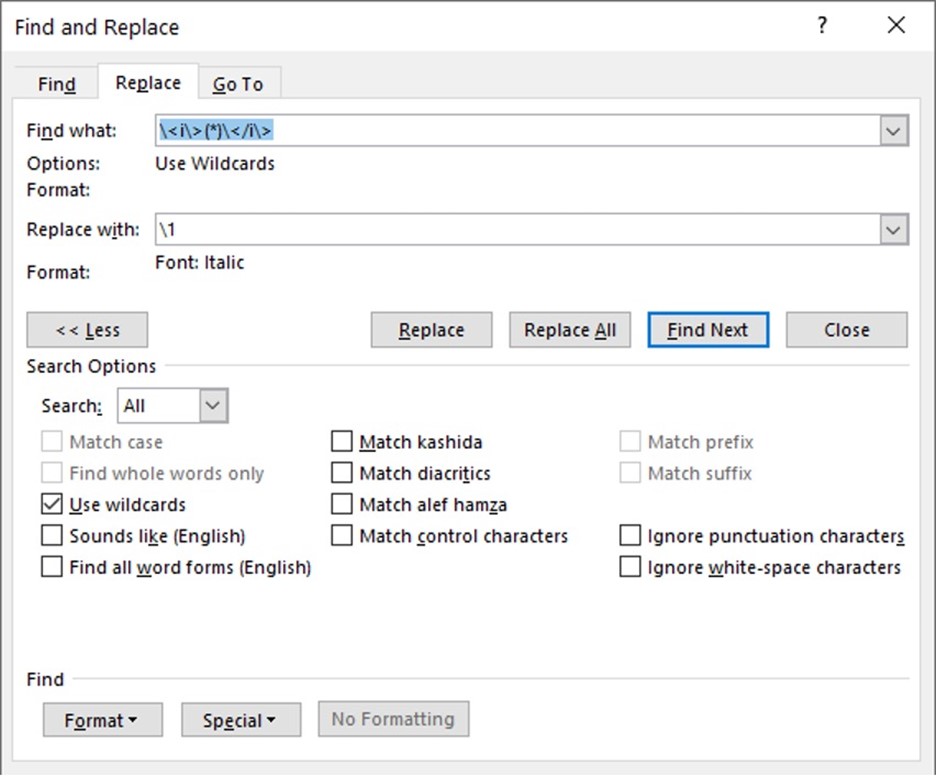 Find and Replace ?
Find Replace Go To
Find what: \<i\>(*)\</i\>
Options: Use Wildcards
Format:
Replace with: \1
Format: Font: Italic
<< Less Replace Replace All Find Next Close
Search Options
Search: All
Match case Match kashida Match prefix
Find whole words only Match diacritics Match suffix
Use wildcards Match alef hamza
Sounds like (English) Match control characters Ignore punctuation characters
Find all word forms (English) Ignore white-space characters
Find
Format Special No Formatting